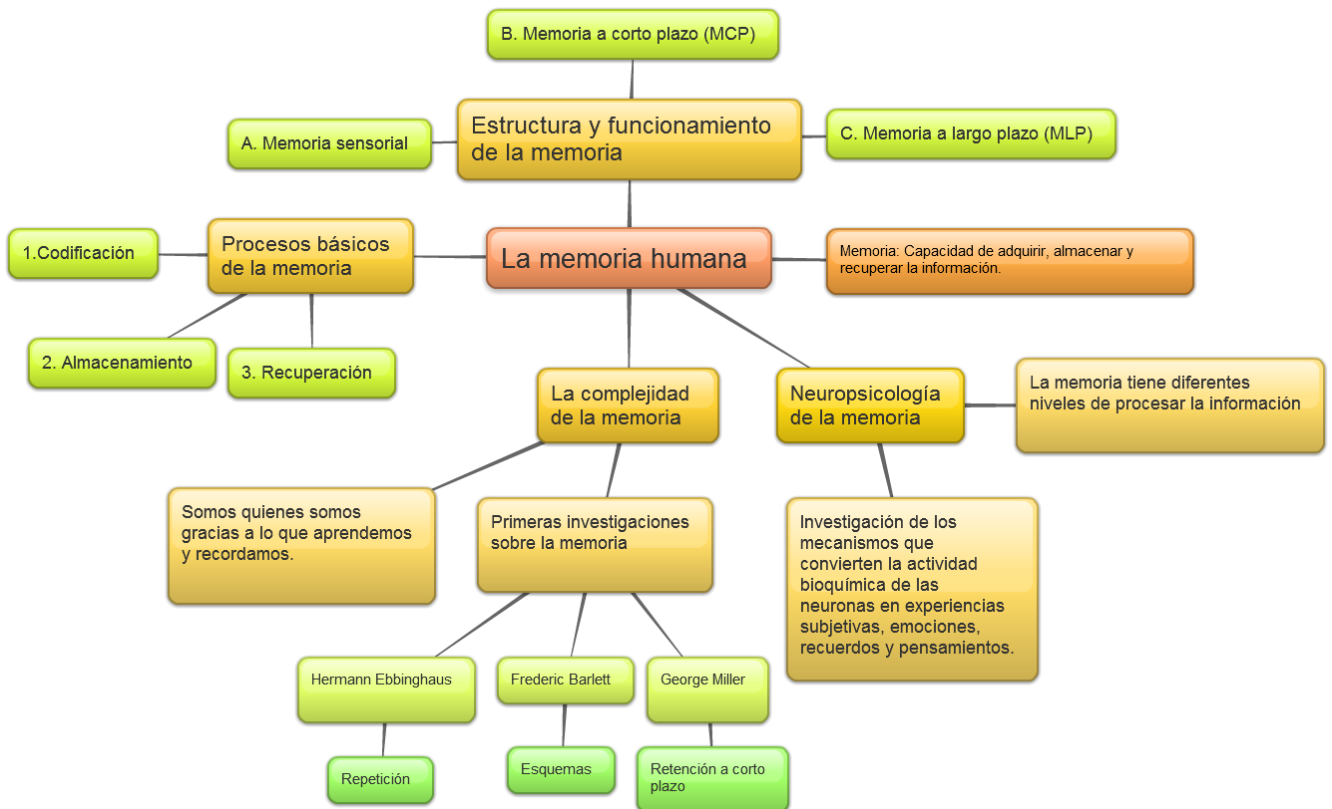 B. Memoria a corto plazo (MCP)
Estructura y funcionamiento
de la memoria
A. Memoria sensorial
C. Memoria a largo plazo (MLP)
1.Codificación
Procesos básicos
de la memoria
La memoria humana
Memoria: Capacidad de adquirir, almacenar y
recuperar la información.
2. Almacenamiento
3. Recuperación
La complejidad
de la memoria
Neuropsicología
de la memoria
La memoria tiene diferentes
niveles de procesar la información
Somos quienes somos
gracias a lo que aprendemos
y recordamos.
Primeras investigaciones
sobre la memoria
Investigación de los
mecanismos que
convierten la actividad
bioquímica de las
neuronas en experiencias
subjetivas, emociones,
recuerdos y pensamientos.
Hermann Ebbinghaus
Frederic Barlett
George Miller
Repetición
Esquemas
Retención a corto
plazo